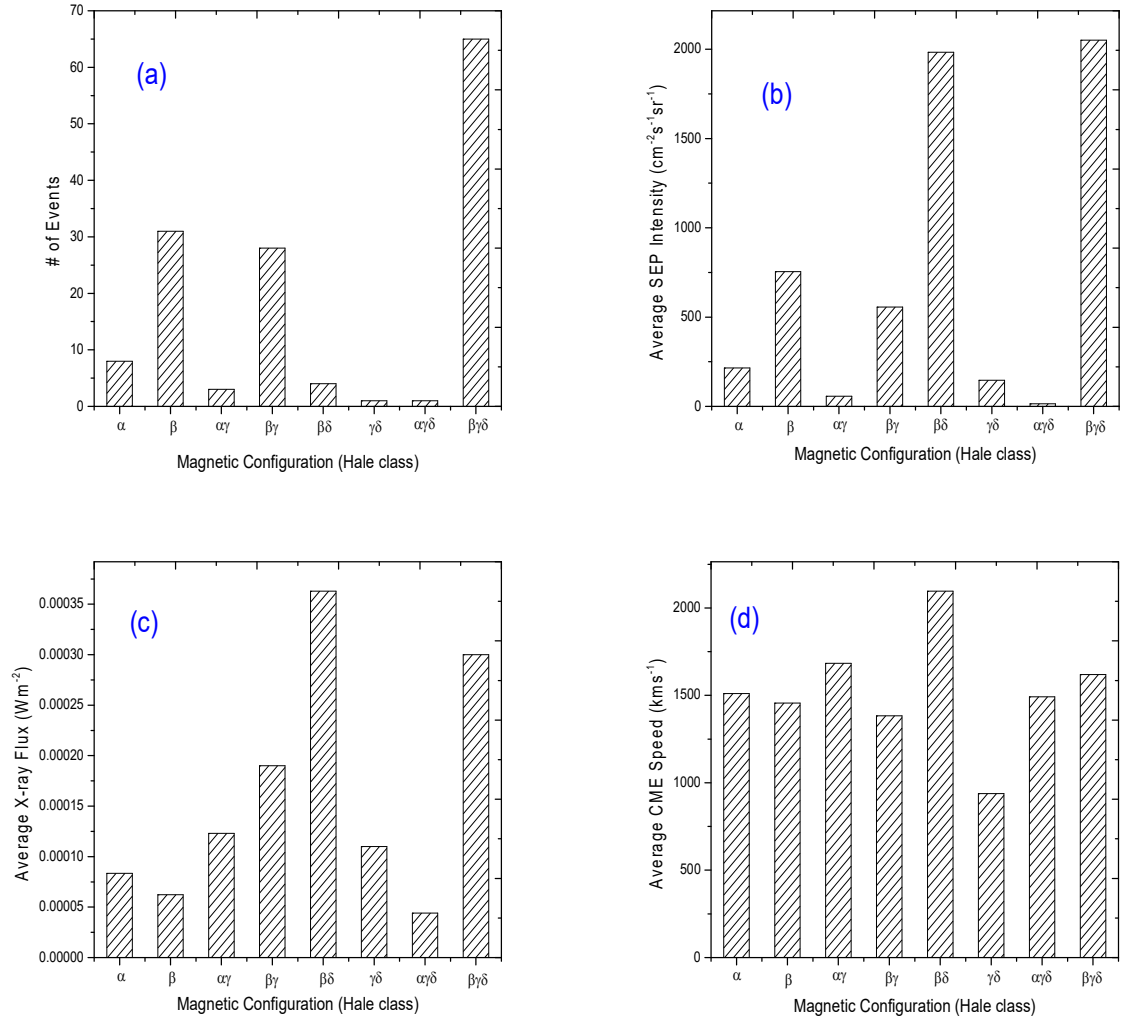 (a)
# of Events
70
60
50
40
30
20
10
0
α β αγ βγ βδ γδ αγδ βγδ
Magnetic Configuration (Hale class)
(b)
Average SEP Intensity (cm⁻²s⁻¹sr⁻¹)
2000
1500
1000
500
0
α β αγ βγ βδ γδ αγδ βγδ
Magnetic Configuration (Hale class)
(c)
Average X-ray Flux (Wm⁻²)
0.00035
0.00030
0.00025
0.00020
0.00015
0.00010
0.00005
0.00000
α β αγ βγ βδ γδ αγδ βγδ
Magnetic Configuration (Hale class)
(d)
Average CME Speed (kms⁻¹)
2000
1500
1000
500
0
α β αγ βγ βδ γδ αγδ βγδ
Magnetic Configuration (Hale class)